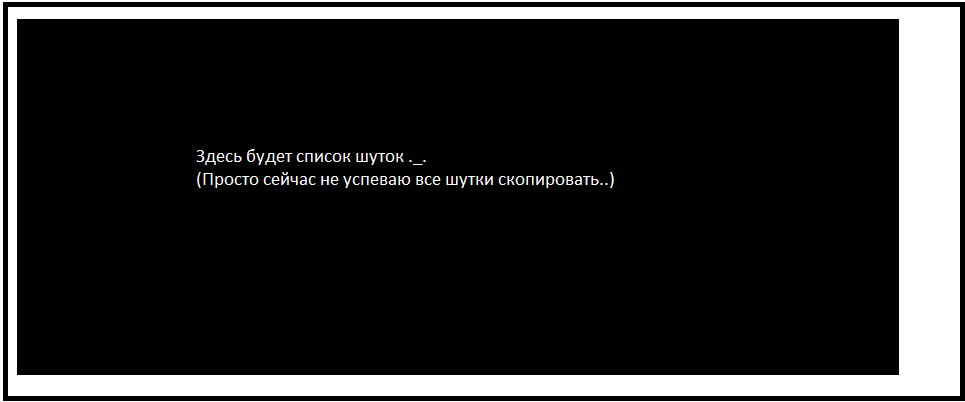 Здесь будет список шуток ._.
(Просто сейчас не успеваю все шутки скопировать..)